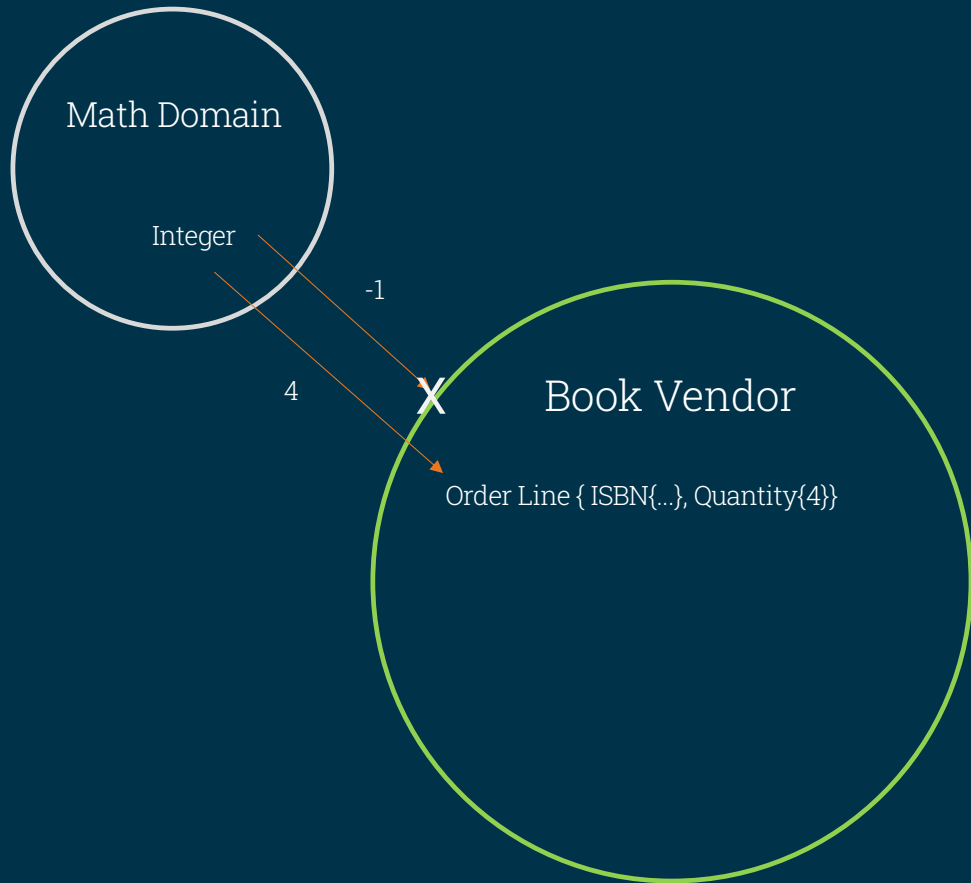 Math Domain
Integer
-1
4
X
Book Vendor
Order Line { ISBN{...}, Quantity{4}}